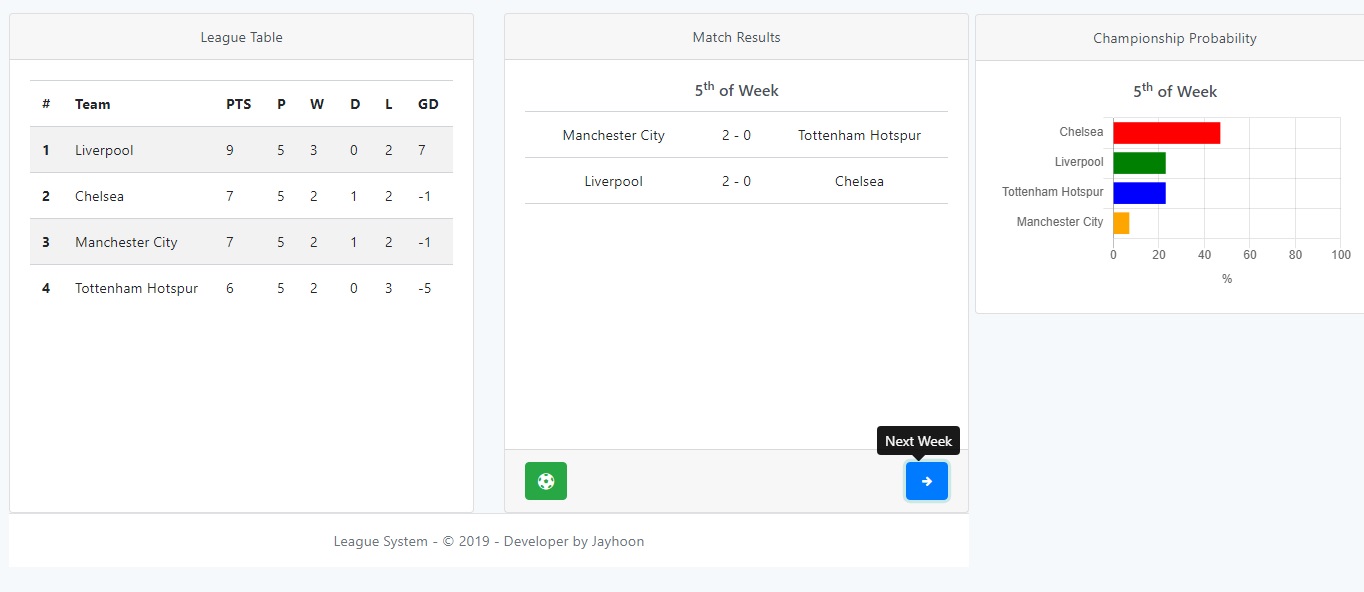 League Table
# Team PTS P W D L GD
1 Liverpool 9 5 3 0 2 7
2 Chelsea 7 5 2 1 2 -1
3 Manchester City 7 5 2 1 2 -1
4 Tottenham Hotspur 6 5 2 0 3 -5
Match Results
5th of Week
Manchester City 2 - 0 Tottenham Hotspur
Liverpool 2 - 0 Chelsea
Next Week
Championship Probability
5th of Week
Chelsea
Liverpool
Tottenham Hotspur
Manchester City
0 20 40 60 80 100
%
League System - © 2019 - Developer by Jayhoon